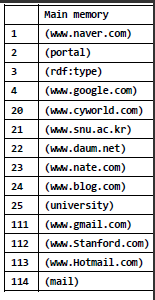 Main memory
1 (www.naver.com)
2 (portal)
3 (rdf:type)
4 (www.google.com)
20 (www.cyworld.com)
21 (www.snu.ac.kr)
22 (www.daum.net)
23 (www.nate.com)
24 (www.blog.com)
25 (university)
111 (www.gmail.com)
112 (www.Stanford.com)
113 (www.Hotmail.com)
114 (mail)